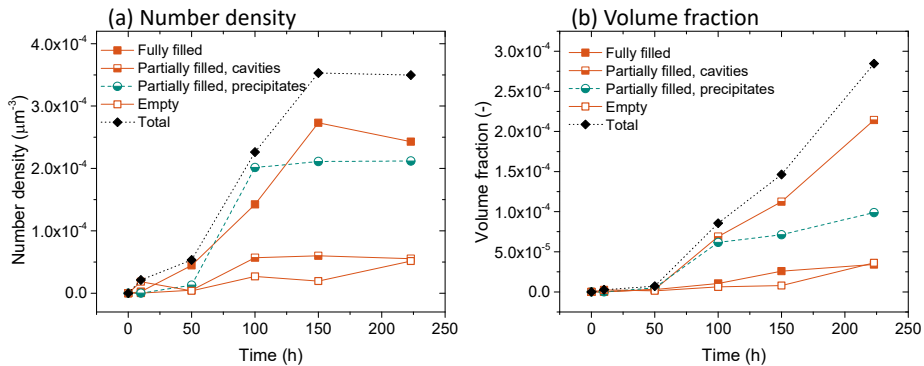 (a) Number density
4.0x10⁻⁴
3.0x10⁻⁴
2.0x10⁻⁴
1.0x10⁻⁴
0.0
Number density (μm⁻³)
Fully filled
Partially filled, cavities
Partially filled, precipitates
Empty
Total
0 50 100 150 200 250
Time (h)
(b) Volume fraction
3.0x10⁻⁴
2.5x10⁻⁴
2.0x10⁻⁴
1.5x10⁻⁴
1.0x10⁻⁴
5.0x10⁻⁵
0.0
Volume fraction (-)
Fully filled
Partially filled, cavities
Partially filled, precipitates
Empty
Total
0 50 100 150 200 250
Time (h)